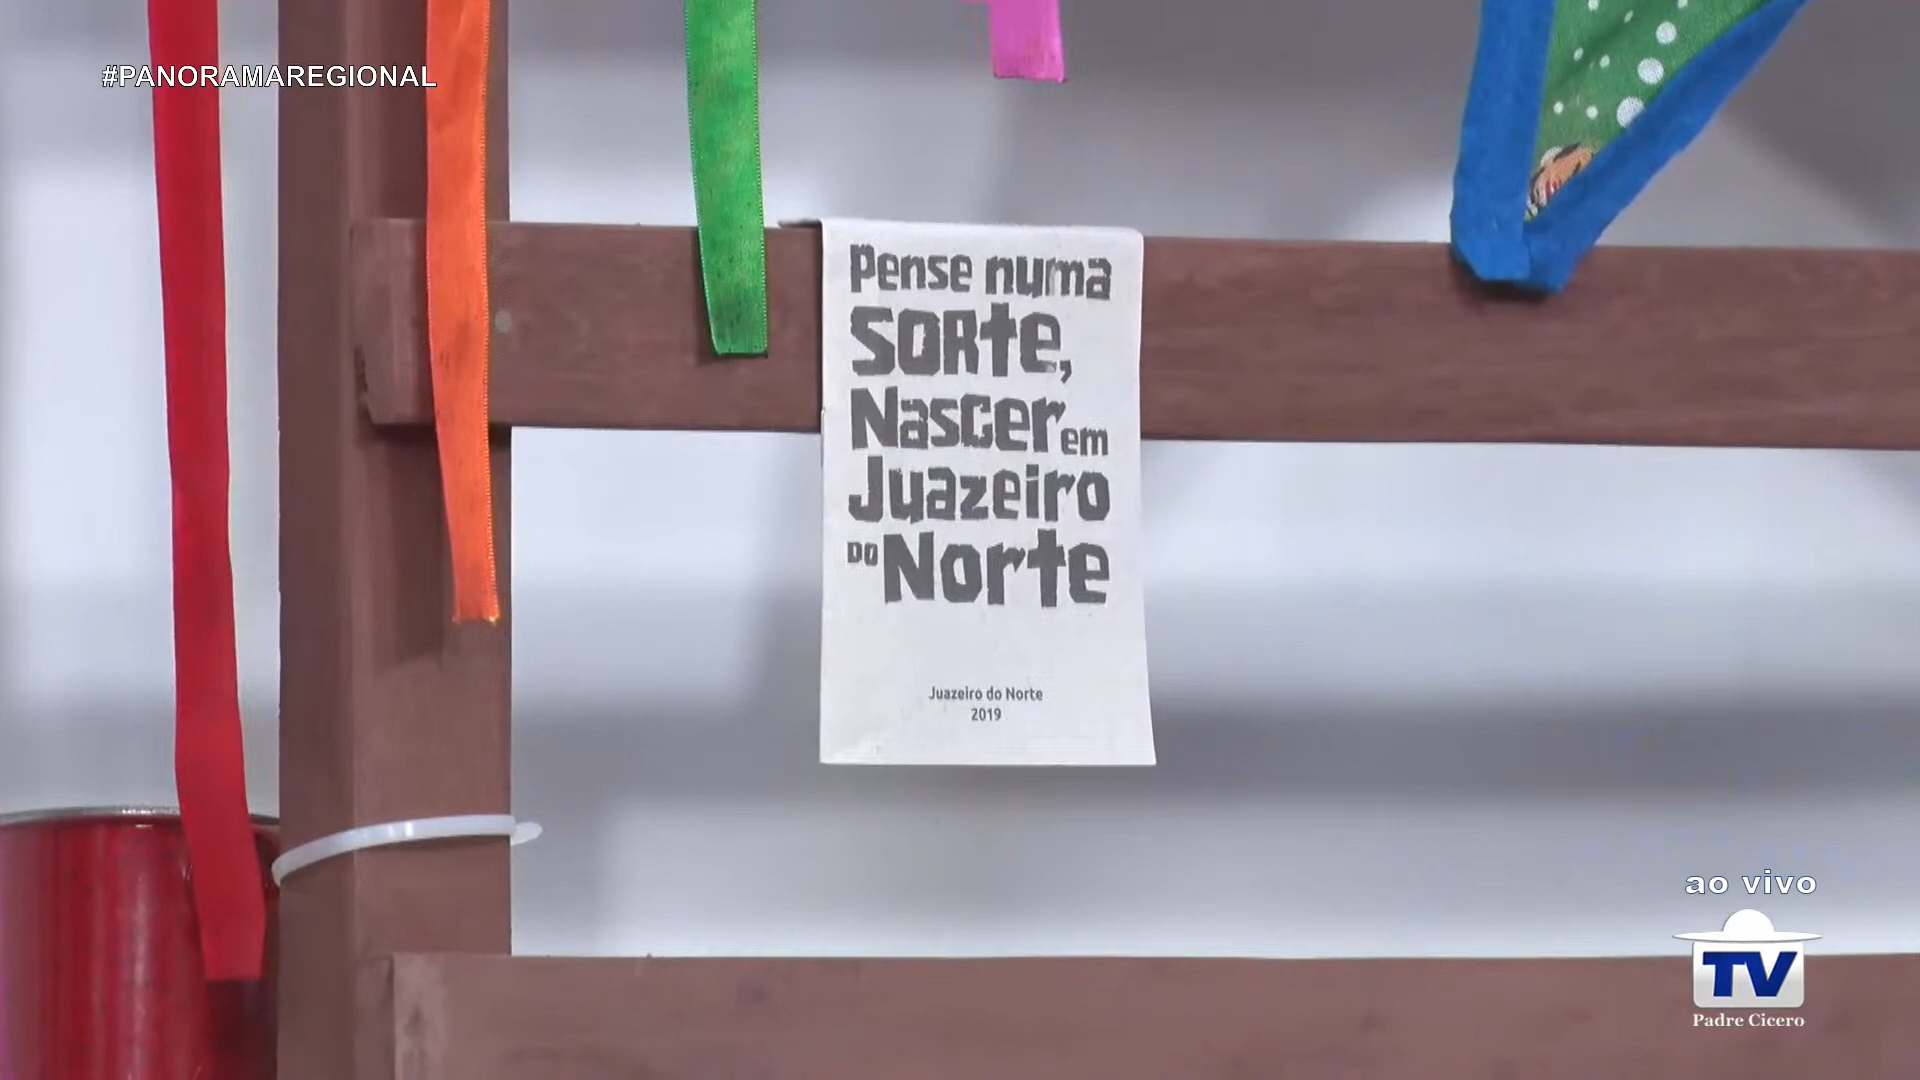 #PANORAMAREGIONAL
Pense numa
SORte,
Nascer em
Juazeiro
DO Norte
Juazeiro do Norte
2019
ao vivo
TV
Padre Cicero